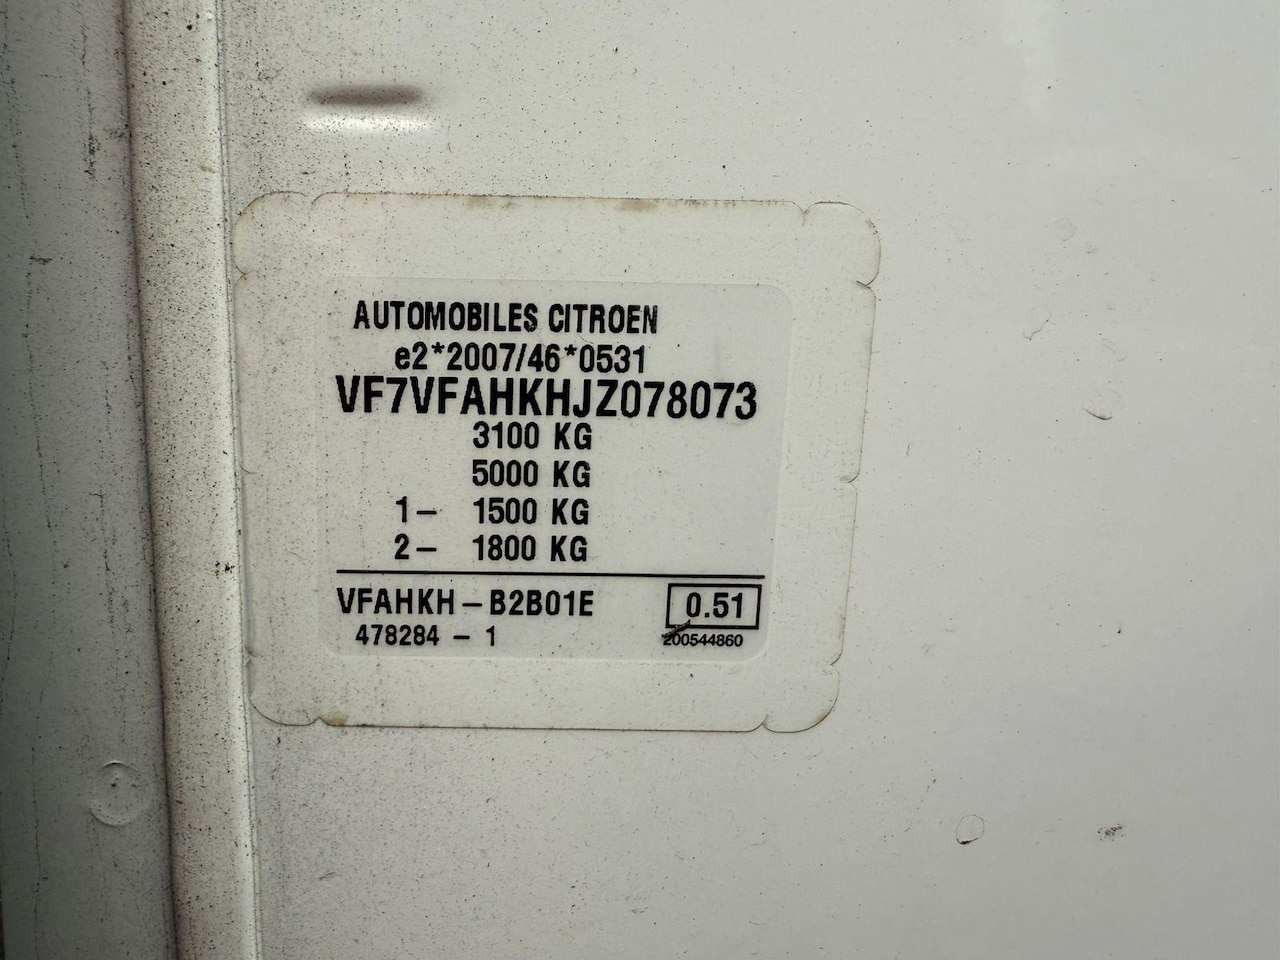 AUTOMOBILES CITROEN
e2*2007/46*0531
VF7VFAHKHJZ078073
3100 KG
5000 KG
1- 1500 KG
2- 1800 KG
VFAHKH-B2B01E 0.51
478284 - 1 200544860